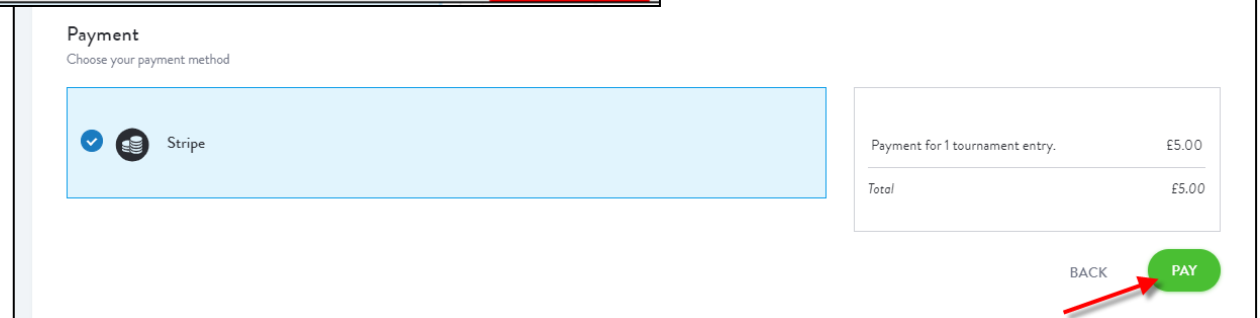 Payment
Choose your payment method
Stripe
Payment for 1 tournament entry. £5.00
Total £5.00
BACK PAY